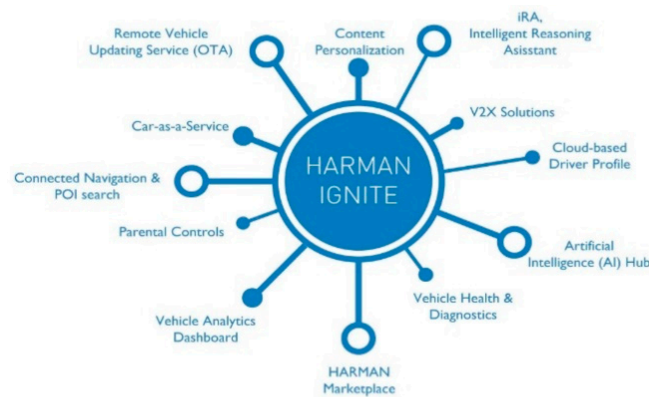 iRA,
Intelligent Reasoning
Asisstant
Content
Personalization
Remote Vehicle
Updating Service (OTA)
V2X Solutions
Car-as-a-Service
Cloud-based
Driver Profile
HARMAN
IGNITE
Connected Navigation &
POI search
Parental Controls
Artificial
Intelligence (AI) Hub
Vehicle Health &
Diagnostics
Vehicle Analytics
Dashboard
HARMAN
Marketplace